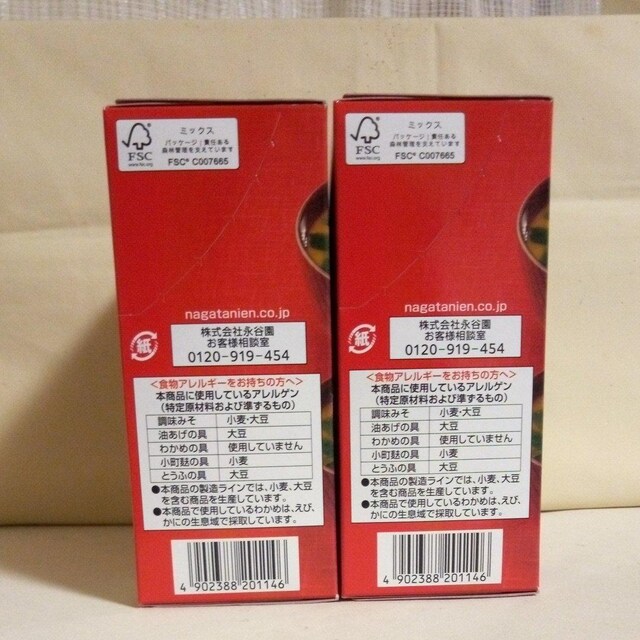 FSC
www.fsc.org
ミックス
パッケージ｜責任ある
森林管理を支えています
FSC® C007665
nagatanien.co.jp
紙
株式会社永谷園
お客様相談室
0120-919-454
<食物アレルギーをお持ちの方へ>
本商品に使用しているアレルゲン
(特定原材料および準ずるもの)
調味みそ 小麦・大豆
油あげの具 大豆
わかめの具 使用していません
小町麩の具 小麦
とうふの具 大豆
●本商品の製造ラインでは、小麦、大豆
を含む商品を生産しています。
●本商品で使用しているわかめは、えび、
かにの生息域で採取しています。
4 902388 201146
FSC
www.fsc.org
ミックス
パッケージ｜責任ある
森林管理を支えています
FSC® C007665
nagatanien.co.jp
紙
株式会社永谷園
お客様相談室
0120-919-454
<食物アレルギーをお持ちの方へ>
本商品に使用しているアレルゲン
(特定原材料および準ずるもの)
調味みそ 小麦・大豆
油あげの具 大豆
わかめの具 使用していません
小町麩の具 小麦
とうふの具 大豆
●本商品の製造ラインでは、小麦、大豆
を含む商品を生産しています。
●本商品で使用しているわかめは、えび、
かにの生息域で採取しています。
4 902388 201146